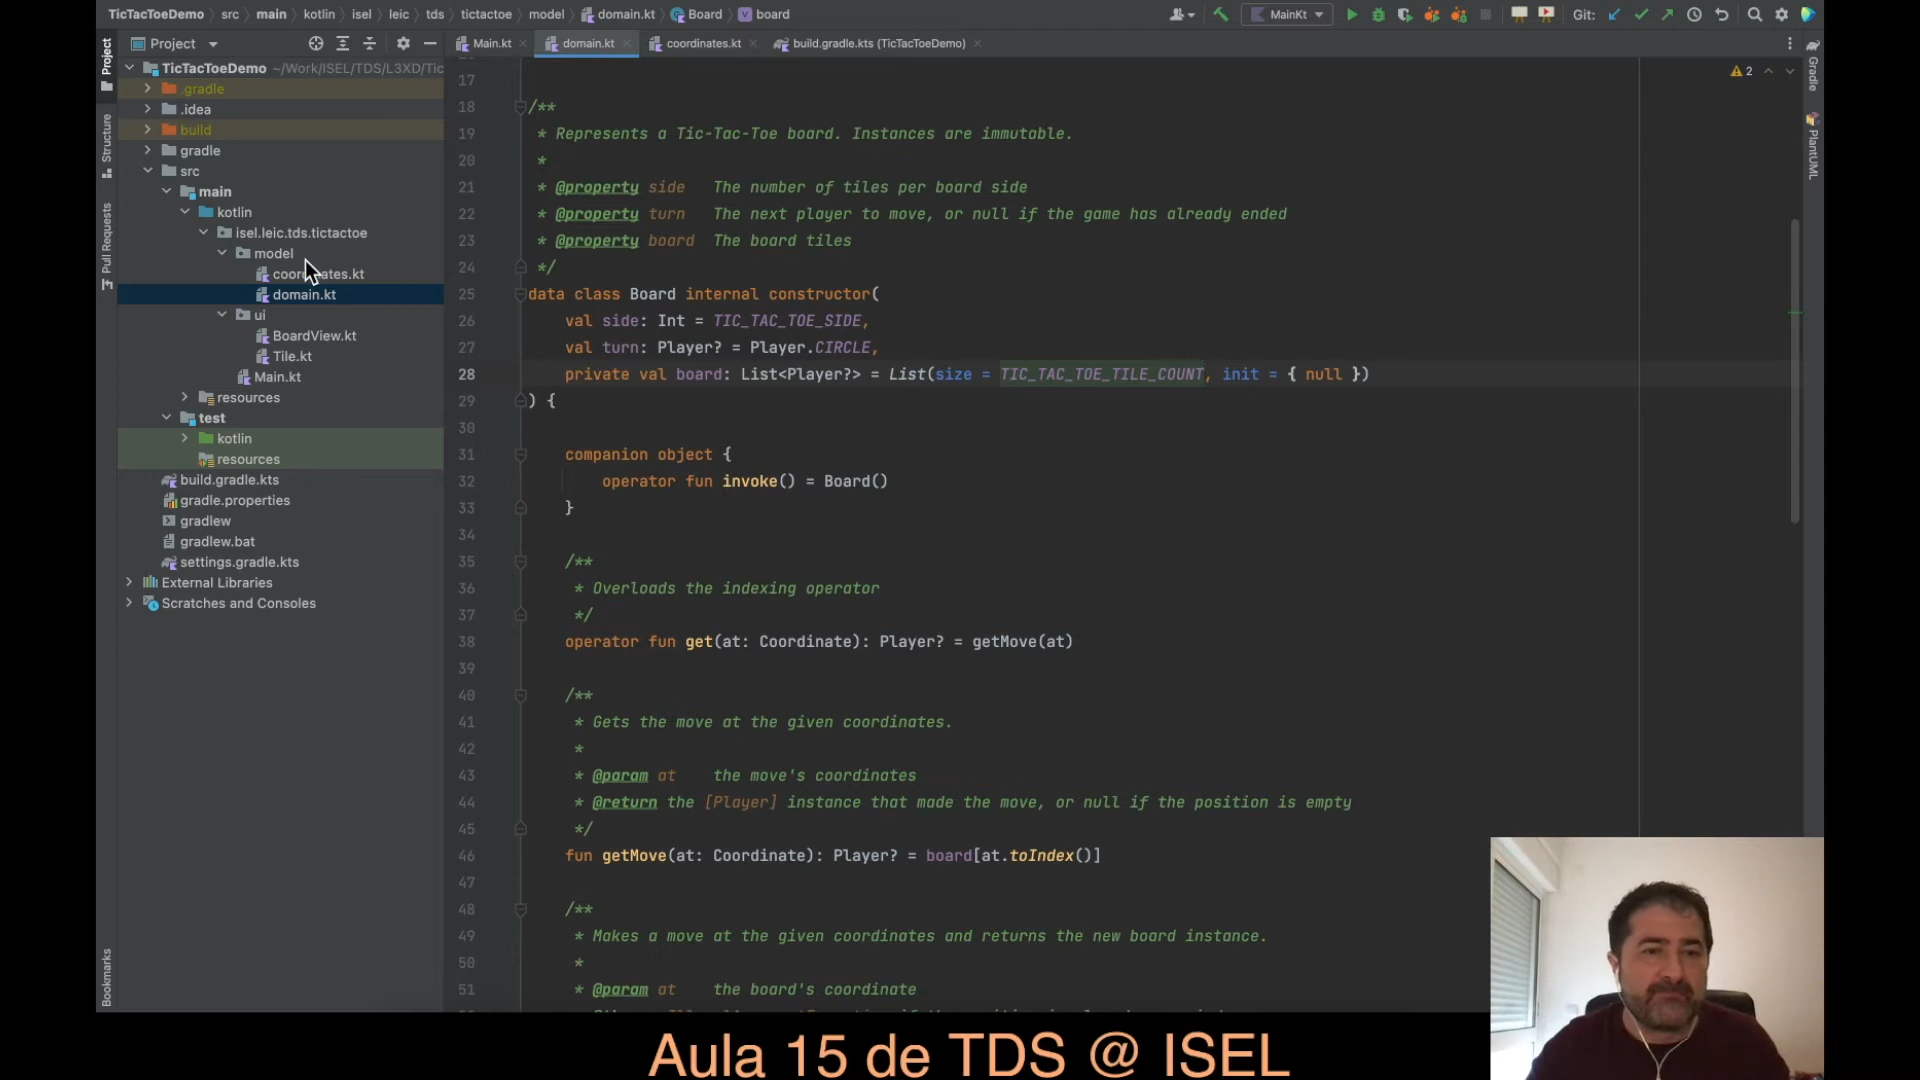 TicTacToeDemo › src › main › kotlin › isel › leic › tds › tictactoe › model › domain.kt › Board › board
MainKt
Git:
Project
Main.kt
domain.kt
coordinates.kt
build.gradle.kts (TicTacToeDemo)
Project
Structure
Pull Requests
Bookmarks
Gradle
PlantUML
2
TicTacToeDemo ~/Work/ISEL/TDS/L3XD/Tic
.gradle
.idea
build
gradle
src
main
kotlin
isel.leic.tds.tictactoe
model
domain.kt
ui
BoardView.kt
Tile.kt
Main.kt
resources
test
kotlin
resources
build.gradle.kts
gradle.properties
gradlew
gradlew.bat
settings.gradle.kts
External Libraries
Scratches and Consoles
17
18 /**
19 * Represents a Tic-Tac-Toe board. Instances are immutable.
20 *
21 * @property side The number of tiles per board side
22 * @property turn The next player to move, or null if the game has already ended
23 * @property board The board tiles
24 */
25 data class Board internal constructor(
26 val side: Int = TIC_TAC_TOE_SIDE,
27 val turn: Player? = Player.CIRCLE,
28 private val board: List<Player?> = List(size = TIC_TAC_TOE_TILE_COUNT, init = { null })
29 ) {
30
31 companion object {
32 operator fun invoke() = Board()
33 }
34
35 /**
36 * Overloads the indexing operator
37 */
38 operator fun get(at: Coordinate): Player? = getMove(at)
39
40 /**
41 * Gets the move at the given coordinates.
42 *
43 * @param at the move's coordinates
44 * @return the [Player] instance that made the move, or null if the position is empty
45 */
46 fun getMove(at: Coordinate): Player? = board[at.toIndex()]
47
48 /**
49 * Makes a move at the given coordinates and returns the new board instance.
50 *
51 * @param at the board's coordinate
Aula 15 de TDS @ ISEL